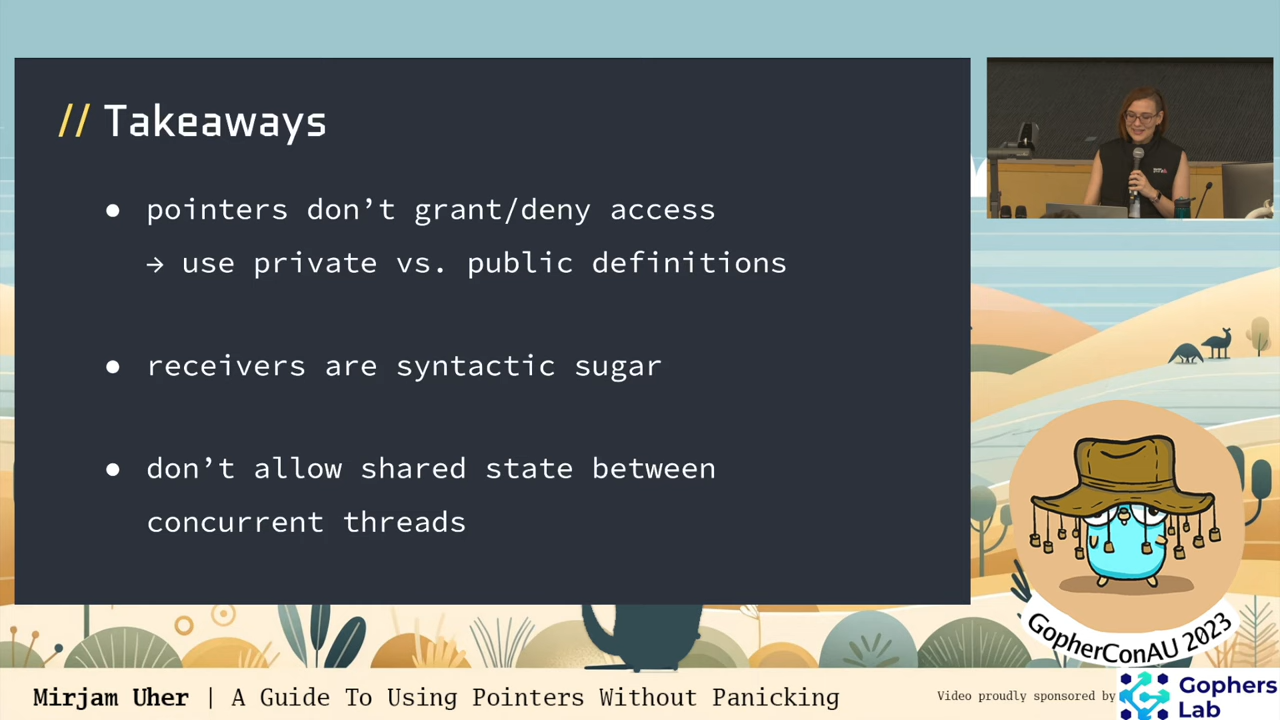 // Takeaways
● pointers don’t grant/deny access
→ use private vs. public definitions
● receivers are syntactic sugar
● don’t allow shared state between
concurrent threads
GopherConAU 2023
Mirjam Uher | A Guide To Using Pointers Without Panicking
Video proudly sponsored by
Gophers
Lab